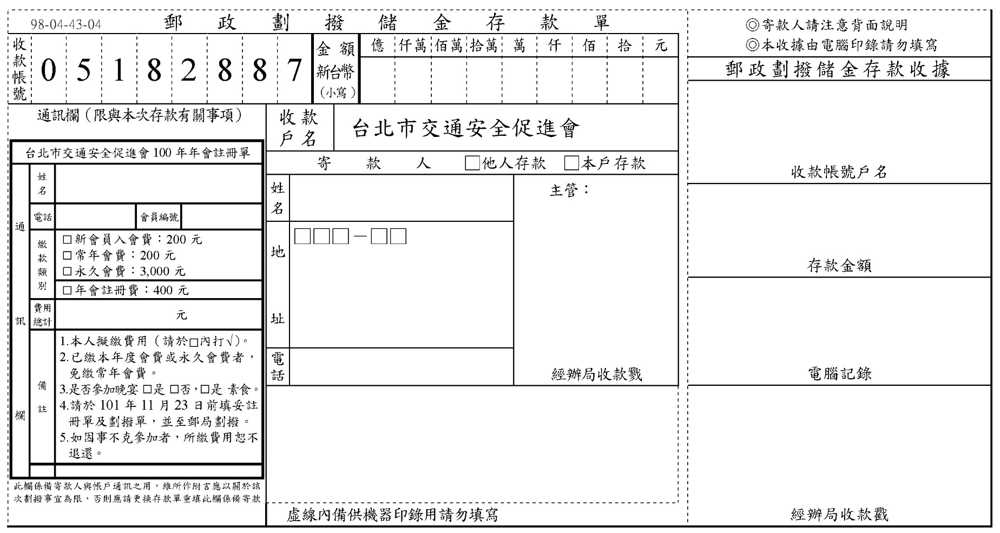 98-04-43-04
郵政劃撥儲金存款單
收款帳號
0 5 1 8 2 8 8 7
金額
新台幣
(小寫)
億 仟萬 佰萬 拾萬 萬 仟 佰 拾 元
通訊欄(限與本次存款有關事項)
台北市交通安全促進會 100 年年會註冊單
通訊欄
姓名
電話
會員編號
繳款類別
□新會員入會費:200 元
□常年會費:200 元
□永久會費:3,000 元
□年會註冊費:400 元
費用
總計
元
備註
1.本人擬繳費用(請於□內打√)。
2.已繳本年度會費或永久會費者,
免繳常年會費。
3.是否參加晚宴 □是 □否,□是 素食。
4.請於 101 年 11 月 23 日前填妥註
冊單及劃撥單,並至郵局劃撥。
5.如因事不克參加者,所繳費用恕不
退還。
此欄係備寄款人與帳戶通訊之用,維所作附言應以關於該
次劃撥事宜為限,否則應請更換存款單重填此欄係備寄款
收款
戶名
台北市交通安全促進會
寄款人 □他人存款 □本戶存款
姓名
地址
□□□-□□
電話
主管:
經辦局收款戳
虛線內備供機器印錄用請勿填寫
◎寄款人請注意背面說明
◎本收據由電腦印錄請勿填寫
郵政劃撥儲金存款收據
收款帳號戶名
存款金額
電腦記錄
經辦局收款戳